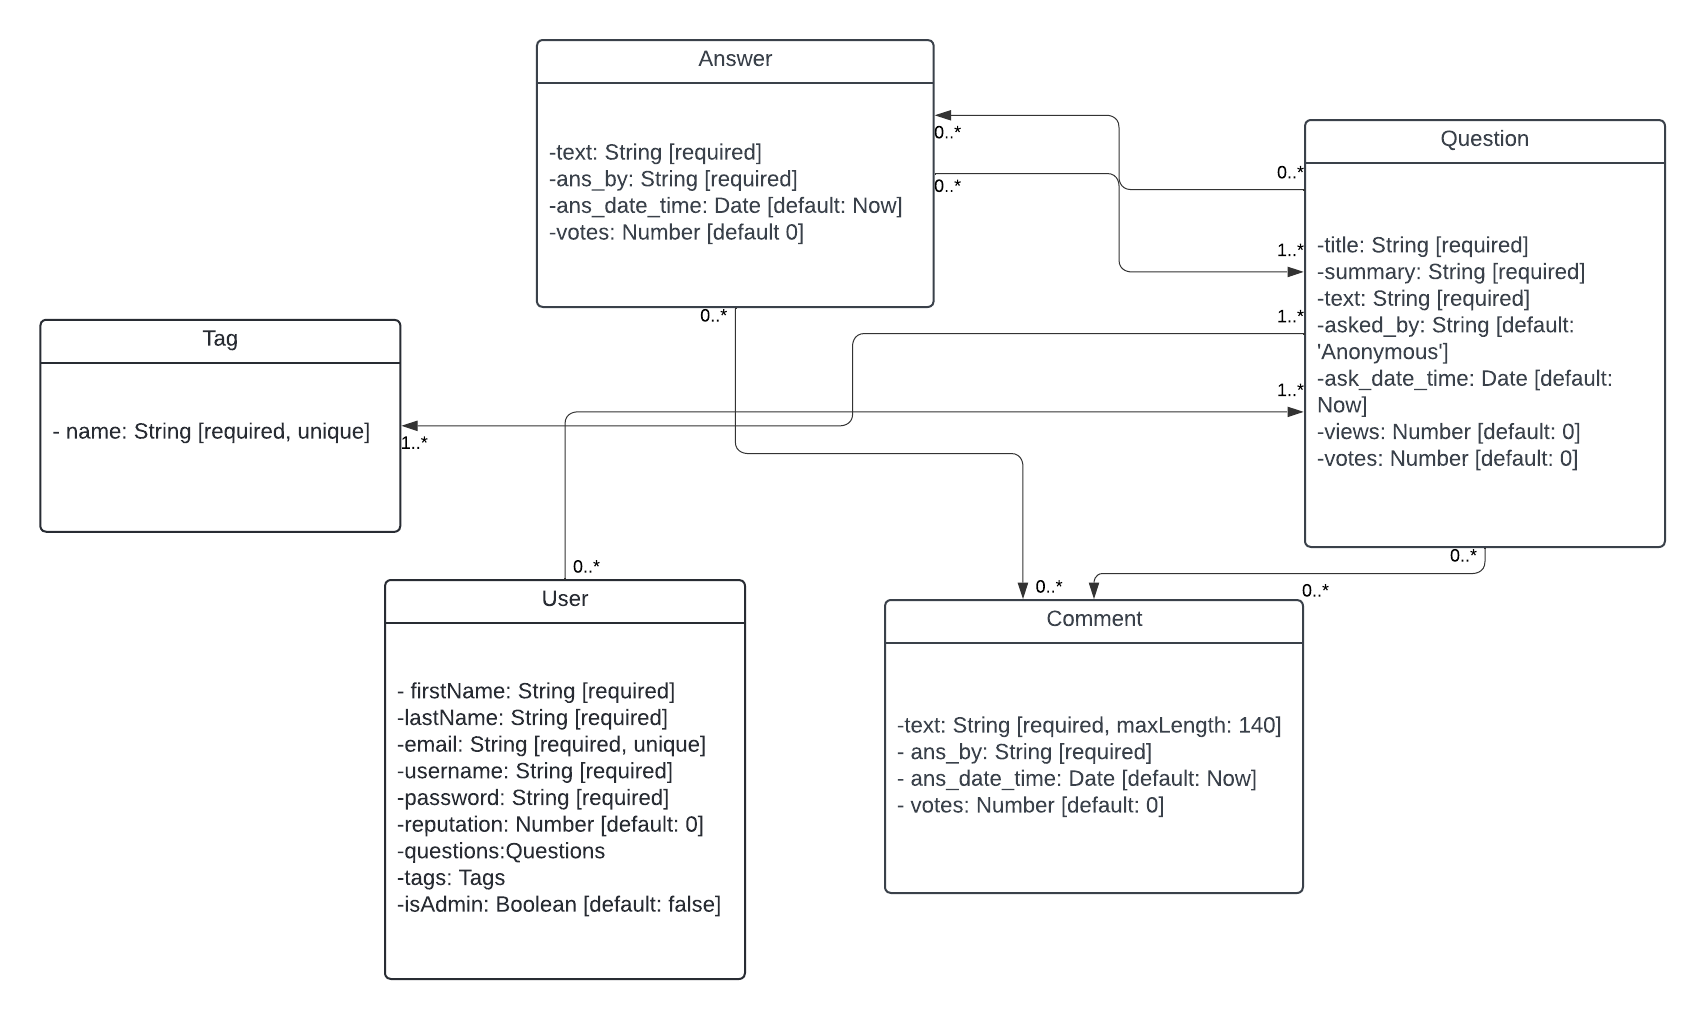 Answer
-text: String [required]
-ans_by: String [required]
-ans_date_time: Date [default: Now]
-votes: Number [default 0]
0..*
0..*
0..*
Question
-title: String [required]
-summary: String [required]
-text: String [required]
-asked_by: String [default:
'Anonymous']
-ask_date_time: Date [default:
Now]
-views: Number [default: 0]
-votes: Number [default: 0]
0..*
1..*
1..*
1..*
0..*
Tag
- name: String [required, unique]
1..*
User
- firstName: String [required]
-lastName: String [required]
-email: String [required, unique]
-username: String [required]
-password: String [required]
-reputation: Number [default: 0]
-questions:Questions
-tags: Tags
-isAdmin: Boolean [default: false]
0..*
Comment
-text: String [required, maxLength: 140]
- ans_by: String [required]
- ans_date_time: Date [default: Now]
- votes: Number [default: 0]
0..*
0..*